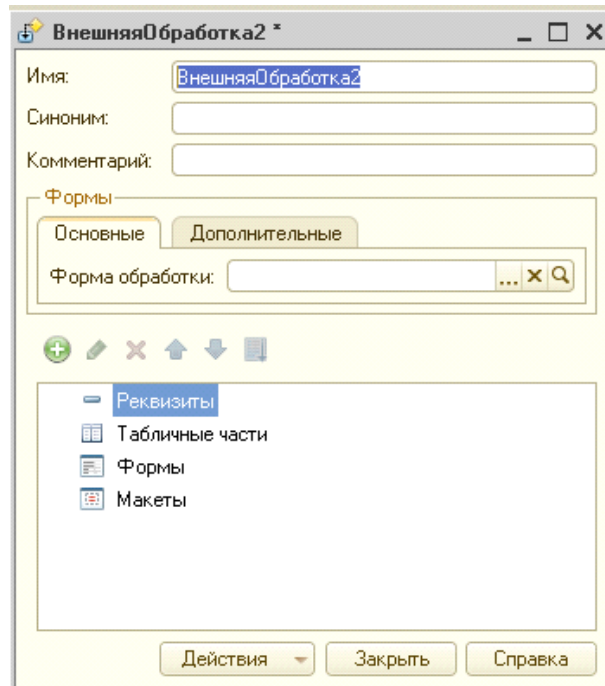 ВнешняяОбработка2 *
Имя: ВнешняяОбработка2
Синоним:
Комментарий:
Формы
Основные Дополнительные
Форма обработки: ...
Реквизиты
Табличные части
Формы
Макеты
Действия Закрыть Справка